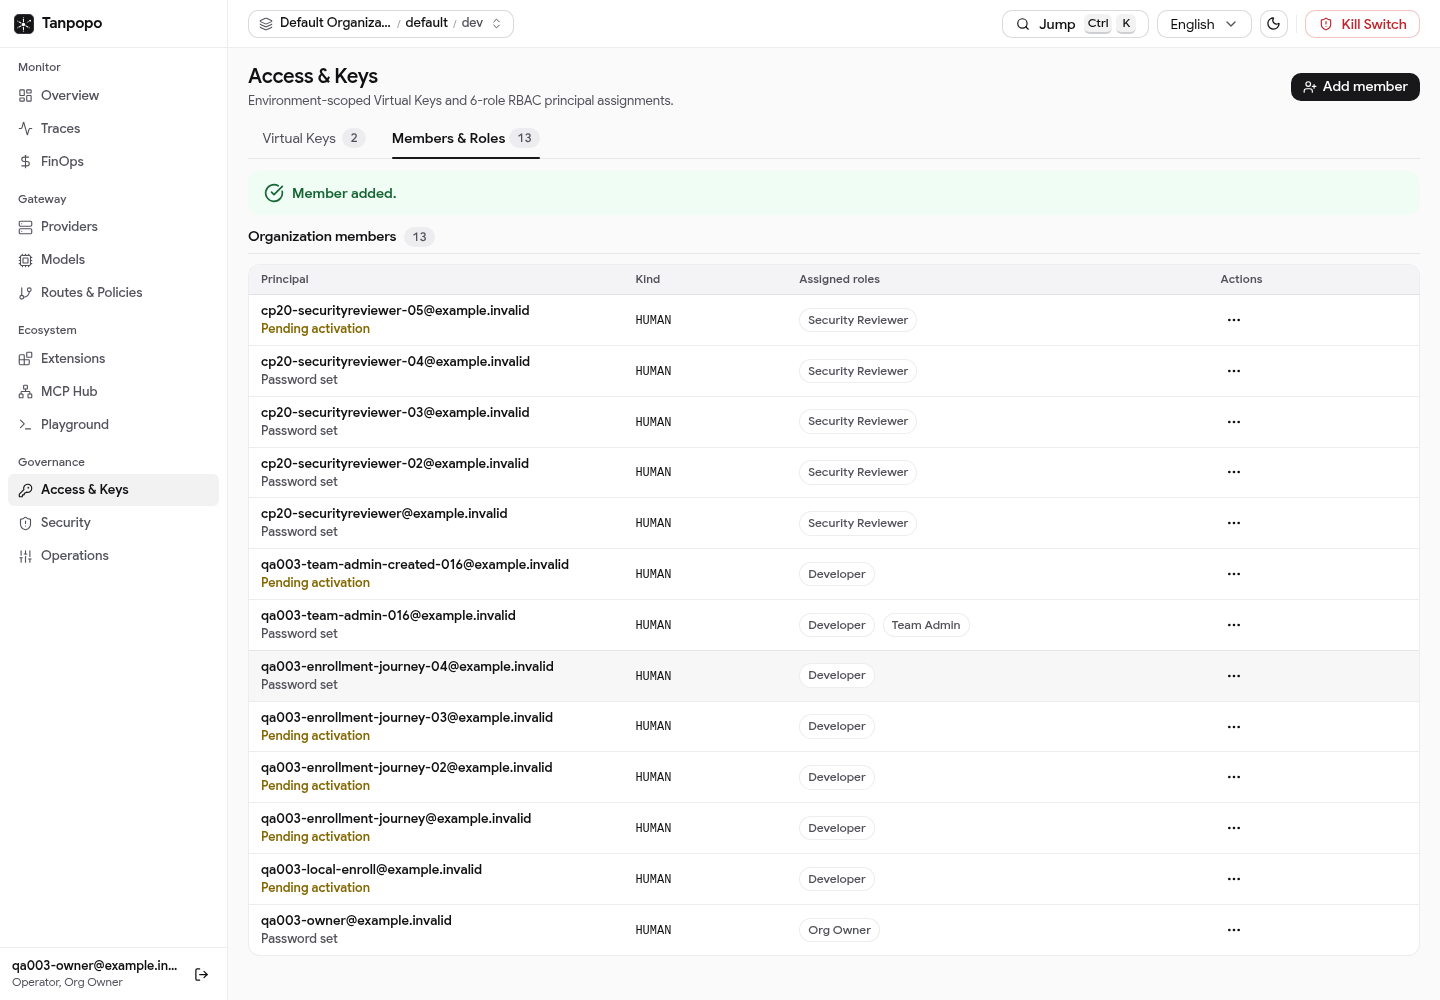 Tanpopo
Default Organiza... / default / dev
Jump Ctrl K
English
Kill Switch
Monitor
Overview
Traces
FinOps
Gateway
Providers
Models
Routes & Policies
Ecosystem
Extensions
MCP Hub
Playground
Governance
Access & Keys
Security
Operations
qa003-owner@example.in...
Operator, Org Owner
Access & Keys
Environment-scoped Virtual Keys and 6-role RBAC principal assignments.
Add member
Virtual Keys 2 Members & Roles 13
Member added.
Organization members 13
Principal Kind Assigned roles Actions
cp20-securityreviewer-05@example.invalid
Pending activation
HUMAN Security Reviewer
cp20-securityreviewer-04@example.invalid
Password set
HUMAN Security Reviewer
cp20-securityreviewer-03@example.invalid
Password set
HUMAN Security Reviewer
cp20-securityreviewer-02@example.invalid
Password set
HUMAN Security Reviewer
cp20-securityreviewer@example.invalid
Password set
HUMAN Security Reviewer
qa003-team-admin-created-016@example.invalid
Pending activation
HUMAN Developer
qa003-team-admin-016@example.invalid
Password set
HUMAN Developer Team Admin
qa003-enrollment-journey-04@example.invalid
Password set
HUMAN Developer
qa003-enrollment-journey-03@example.invalid
Pending activation
HUMAN Developer
qa003-enrollment-journey-02@example.invalid
Pending activation
HUMAN Developer
qa003-enrollment-journey@example.invalid
Pending activation
HUMAN Developer
qa003-local-enroll@example.invalid
Pending activation
HUMAN Developer
qa003-owner@example.invalid
Password set
HUMAN Org Owner